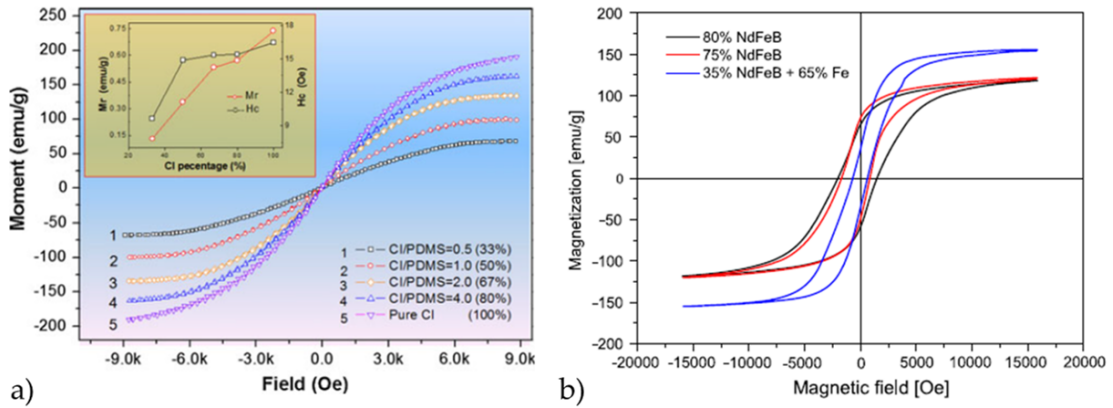 250
200
150
100
50
0
-50
-100
-150
-200
Moment (emu/g)
-9.0k -6.0k -3.0k 0.0 3.0k 6.0k 9.0k
Field (Oe)
0.75
0.60
0.45
0.30
0.15
Mr (emu/g)
18
15
12
9
Hc (Oe)
Mr
Hc
20 40 60 80 100
CI pecentage (%)
1
2
3
4
5
1 CI/PDMS=0.5 (33%)
2 CI/PDMS=1.0 (50%)
3 CI/PDMS=2.0 (67%)
4 CI/PDMS=4.0 (80%)
5 Pure CI (100%)
a)
200
150
100
50
0
-50
-100
-150
-200
Magnetization [emu/g]
80% NdFeB
75% NdFeB
35% NdFeB + 65% Fe
-20000 -15000 -10000 -5000 0 5000 10000 15000 20000
Magnetic field [Oe]
b)